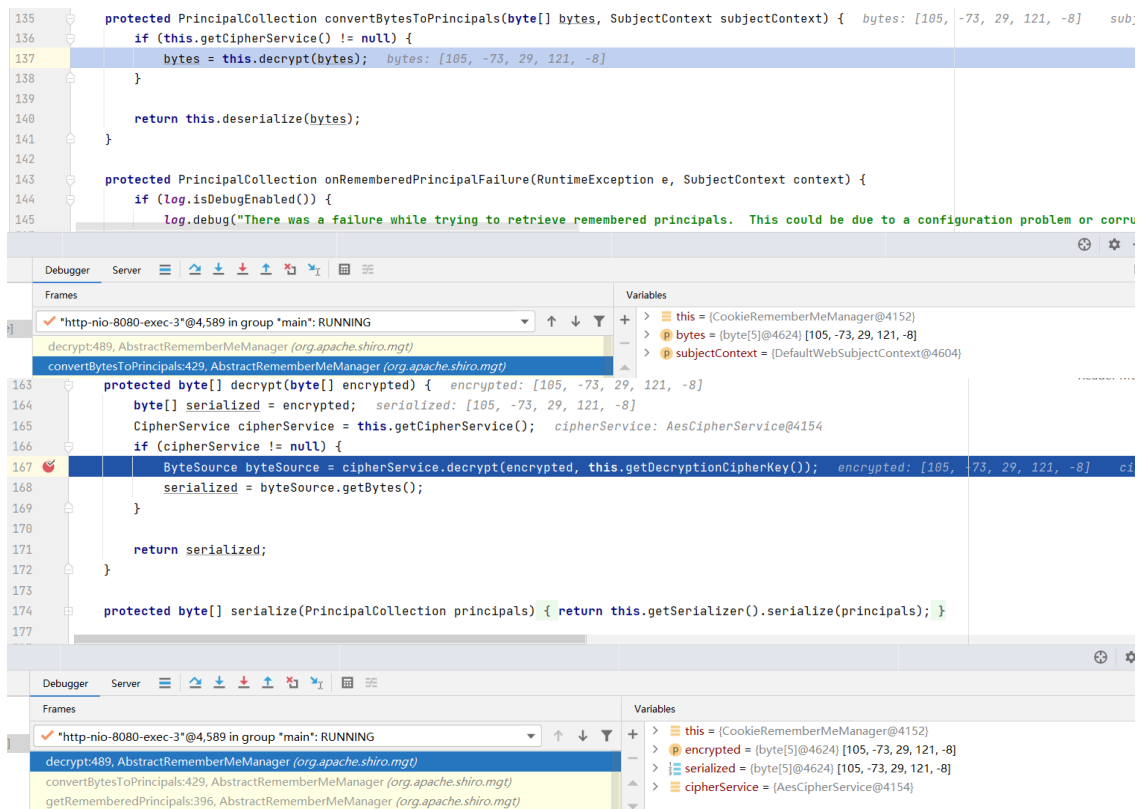 135 protected PrincipalCollection convertBytesToPrincipals(byte[] bytes, SubjectContext subjectContext) { bytes: [105, -73, 29, 121, -8] subj
136 if (this.getCipherService() != null) {
137 bytes = this.decrypt(bytes); bytes: [105, -73, 29, 121, -8]
138 }
139
140 return this.deserialize(bytes);
141 }
142
143 protected PrincipalCollection onRememberedPrincipalFailure(RuntimeException e, SubjectContext context) {
144 if (log.isDebugEnabled()) {
145 log.debug("There was a failure while trying to retrieve remembered principals. This could be due to a configuration problem or corru
Debugger Server
Frames Variables
"http-nio-8080-exec-3"@4,589 in group "main": RUNNING
this = {CookieRememberMeManager@4152}
bytes = {byte[5]@4624} [105, -73, 29, 121, -8]
subjectContext = {DefaultWebSubjectContext@4604}
decrypt:489, AbstractRememberMeManager (org.apache.shiro.mgt)
convertBytesToPrincipals:429, AbstractRememberMeManager (org.apache.shiro.mgt)
163 protected byte[] decrypt(byte[] encrypted) { encrypted: [105, -73, 29, 121, -8]
164 byte[] serialized = encrypted; serialized: [105, -73, 29, 121, -8]
165 CipherService cipherService = this.getCipherService(); cipherService: AesCipherService@4154
166 if (cipherService != null) {
167 ByteSource byteSource = cipherService.decrypt(encrypted, this.getDecryptionCipherKey()); encrypted: [105, -73, 29, 121, -8] ci
168 serialized = byteSource.getBytes();
169 }
170
171 return serialized;
172 }
173
174 protected byte[] serialize(PrincipalCollection principals) { return this.getSerializer().serialize(principals); }
177
Debugger Server
Frames Variables
"http-nio-8080-exec-3"@4,589 in group "main": RUNNING
this = {CookieRememberMeManager@4152}
encrypted = {byte[5]@4624} [105, -73, 29, 121, -8]
serialized = {byte[5]@4624} [105, -73, 29, 121, -8]
cipherService = {AesCipherService@4154}
decrypt:489, AbstractRememberMeManager (org.apache.shiro.mgt)
convertBytesToPrincipals:429, AbstractRememberMeManager (org.apache.shiro.mgt)
getRememberedPrincipals:396, AbstractRememberMeManager (org.apache.shiro.mgt)